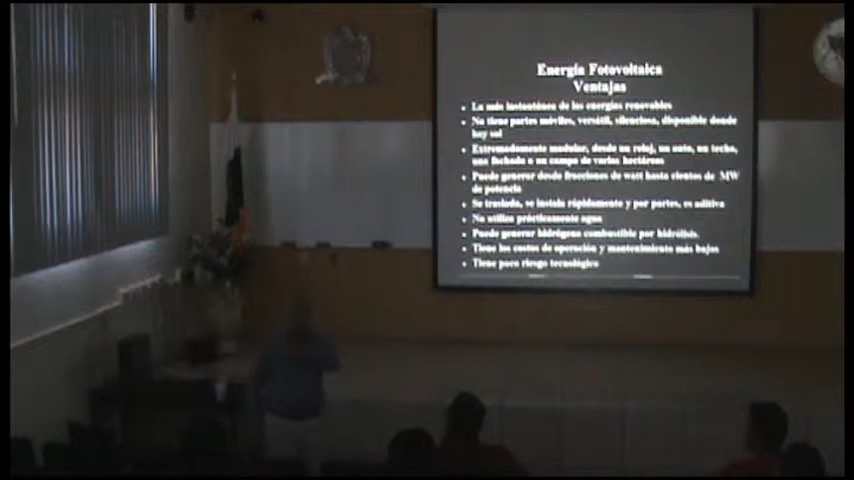 Energía Fotovoltaica
Ventajas
• La más instantánea de las energías renovables
• No tiene partes móviles, versátil, silenciosa, disponible donde
hay sol
• Extremadamente modular, desde un reloj, un auto, un techo,
una fachada o un campo de varias hectáreas
• Puede generar desde fracciones de watt hasta cientos de MW
de potencia
• Se traslada, se instala rápidamente y por partes, es aditiva
• No utiliza prácticamente agua
• Puede generar hidrógeno combustible por hidrólisis.
• Tiene los costos de operación y mantenimiento más bajos
• Tiene poco riesgo tecnológico